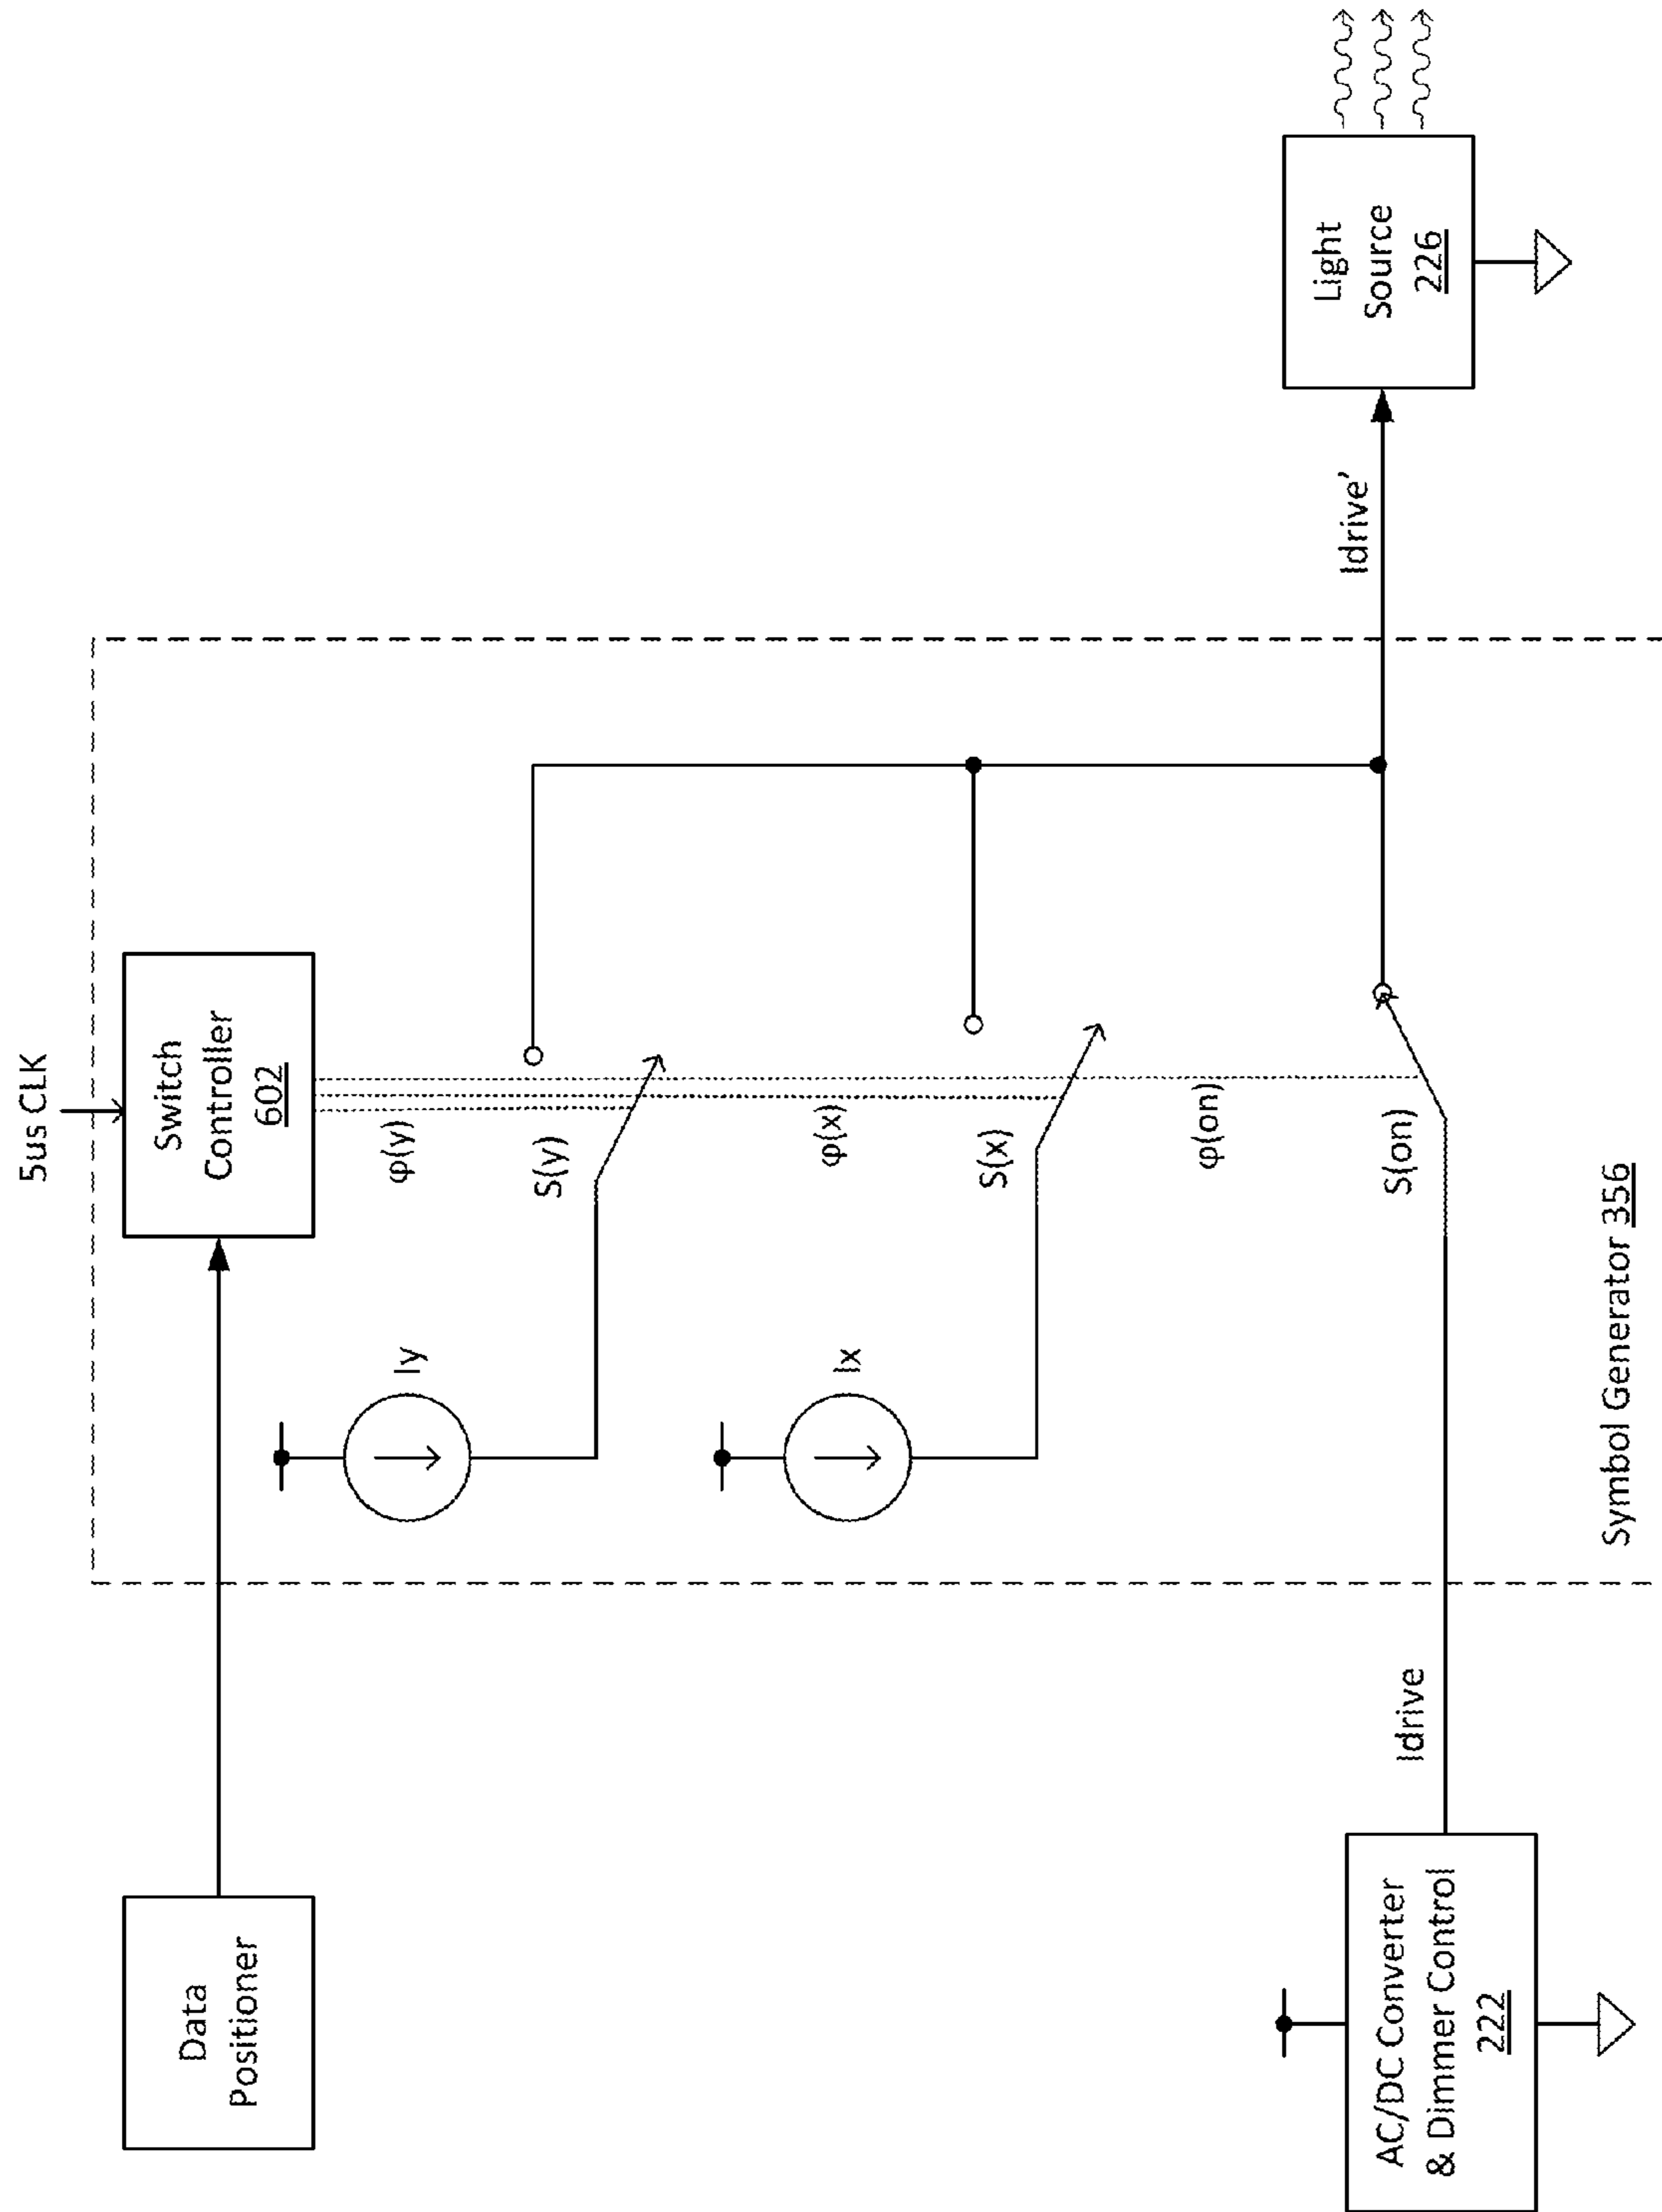 5us CLK
Data
Positioner
Switch
Controller
602
Iy
φ(y)
S(y)
Ix
φ(x)
S(x)
φ(on)
S(on)
Idrive
Idrive’
AC/DC Converter
& Dimmer Control
222
Light
Source
226
Symbol Generator 356